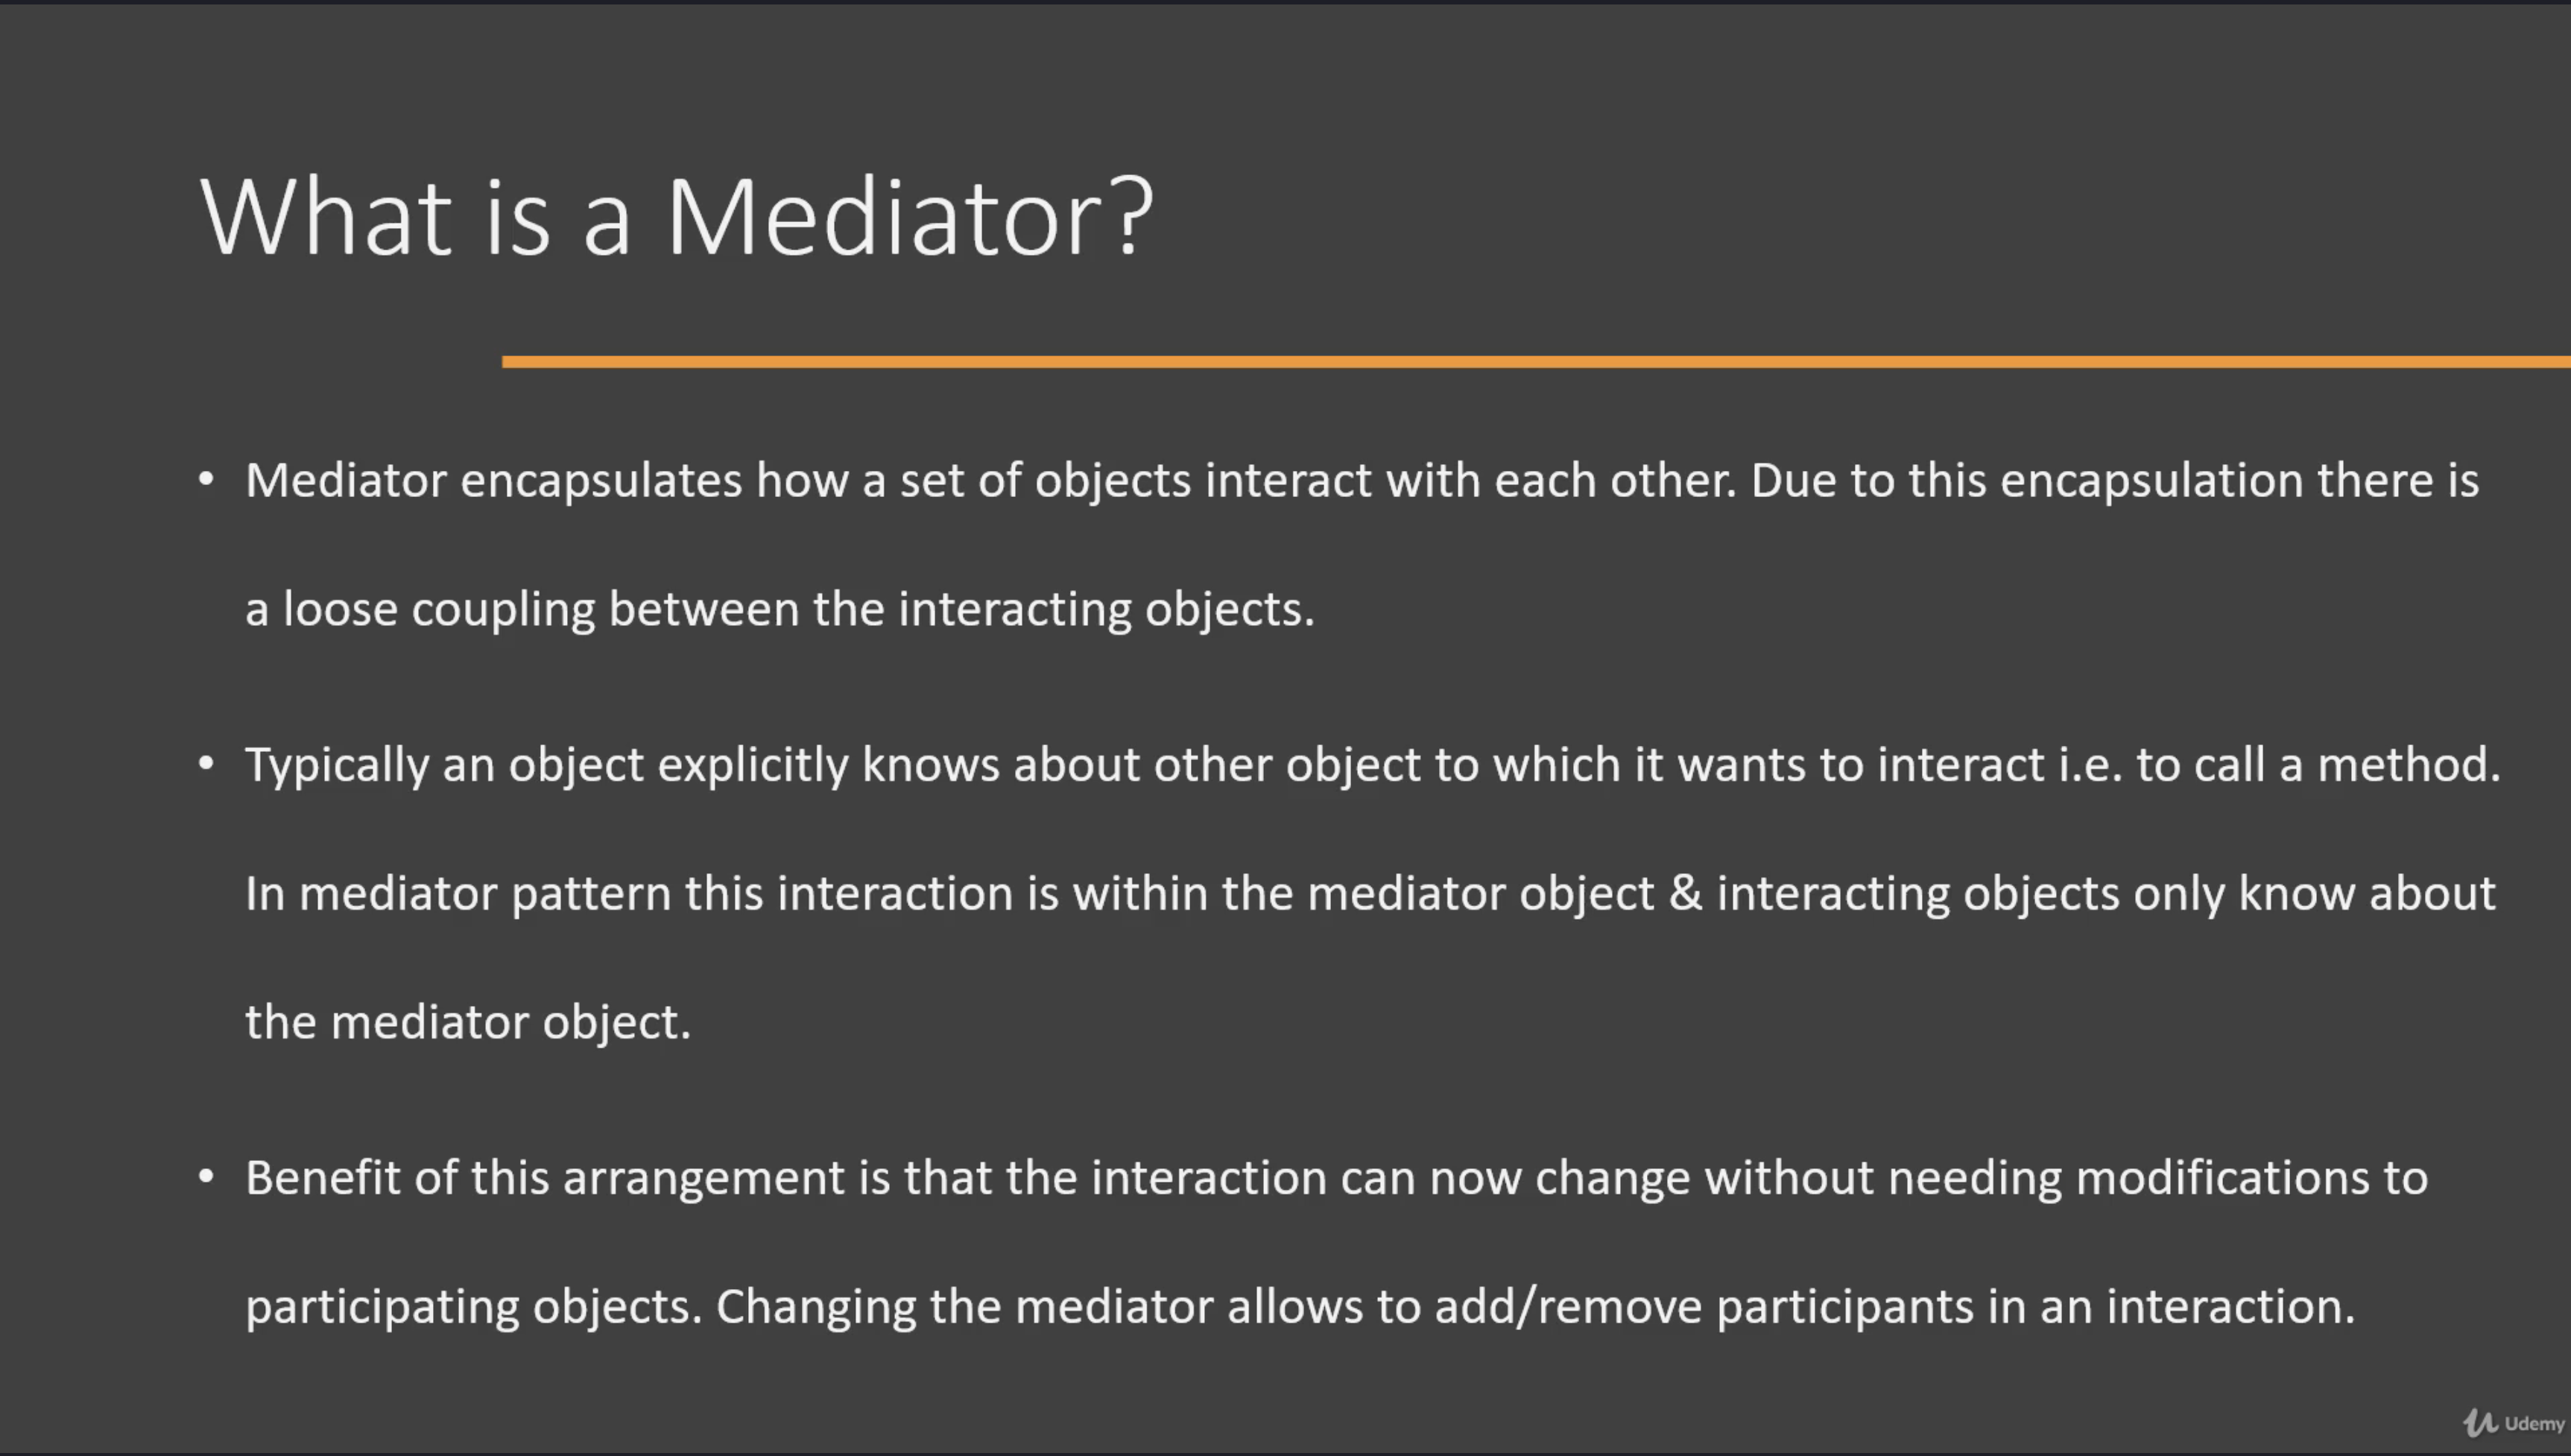 What is a Mediator?
• Mediator encapsulates how a set of objects interact with each other. Due to this encapsulation there is
a loose coupling between the interacting objects.
• Typically an object explicitly knows about other object to which it wants to interact i.e. to call a method.
In mediator pattern this interaction is within the mediator object & interacting objects only know about
the mediator object.
• Benefit of this arrangement is that the interaction can now change without needing modifications to
participating objects. Changing the mediator allows to add/remove participants in an interaction.
Udemy